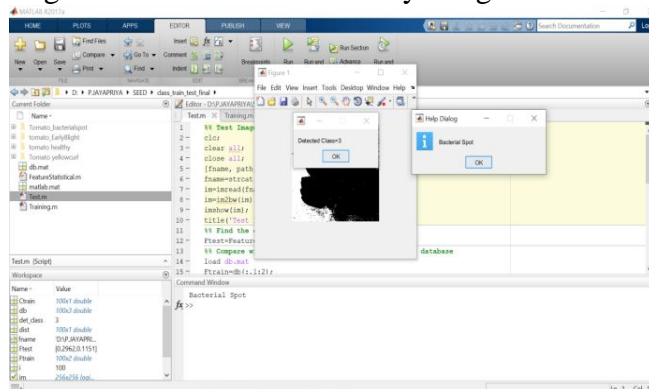 MATLAB R2017a
HOME PLOTS APPS EDITOR PUBLISH VIEW Search Documentation
New Open Save Find Files Compare Print Go To Find Insert Comment Indent Breakpoints Run Run and Advance Run Section Advance Run and
FILE NAVIGATE EDIT
D: P.JAYAPRIYA SEED class_train_test_final
Current Folder
Name
Tomato_bacterialspot
Tomato_EarlyBlight
Tomato healthy
Tomato yellowcurl
db.mat
FeatureStatistical.m
matlab.mat
Test.m
Training.m
Test.m (Script)
Workspace
Name Value
Ctrain 100x1 double
db 100x3 double
det_class 3
dist 100x1 double
fname 'D:\P.JAYAPRI...
Ftest [0.2962,0.1151]
Ftrain 100x2 double
i 100
im 256x256 logi...
Editor - D:\P.JAYAPRIYA\
Test.m Training.m
1 %% Test Imag
2 clc;
3 clear all;
4 close all;
5 [fname, path
6 fname=strcat
7 im=imread(fn
8 im=im2bw(im)
9 imshow(im);
10 title('Test
11 %% Find the
12 Ftest=Featur
13 %% Compare w database
14 load db.mat
15 Ftrain=db(:,1:2);
Command Window
Bacterial Spot
fx >>
Figure 1
File Edit View Insert Tools Desktop Window Help
Detected Class=3
OK
Help Dialog
Bacterial Spot
OK